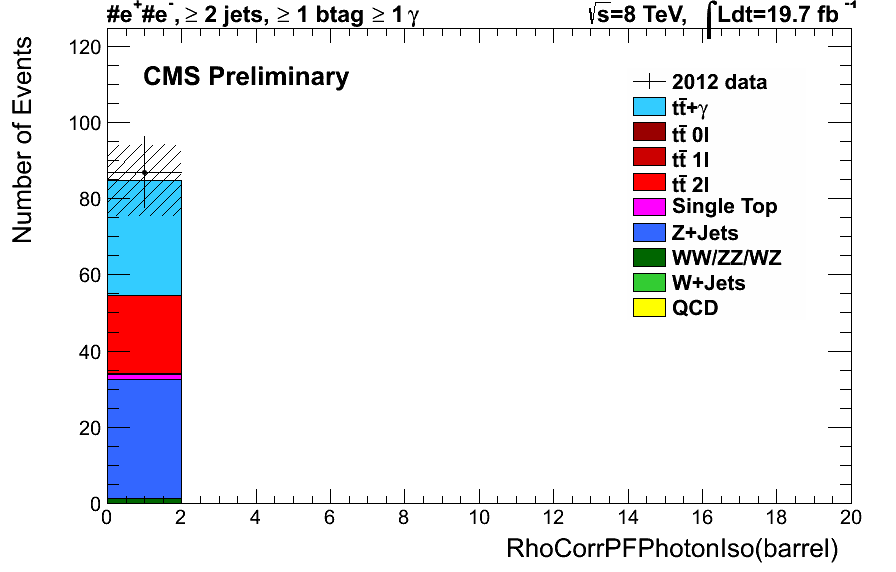 #e⁺#e⁻, ≥ 2 jets, ≥ 1 btag ≥ 1 γ
√s=8 TeV, ∫Ldt=19.7 fb⁻¹
CMS Preliminary
2012 data
tt̄+γ
tt̄ 0l
tt̄ 1l
tt̄ 2l
Single Top
Z+Jets
WW/ZZ/WZ
W+Jets
QCD
Number of Events
120
100
80
60
40
20
0
0 2 4 6 8 10 12 14 16 18 20
RhoCorrPFPhotonIso(barrel)